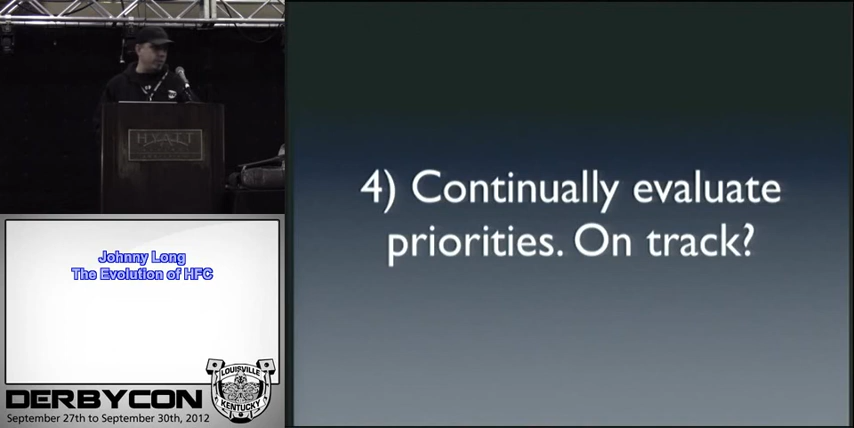 HYATT
4) Continually evaluate
priorities. On track?
Johnny Long
The Evolution of HFC
DERBYCON
September 27th to September 30th, 2012
LOUISVILLE
KENTUCKY